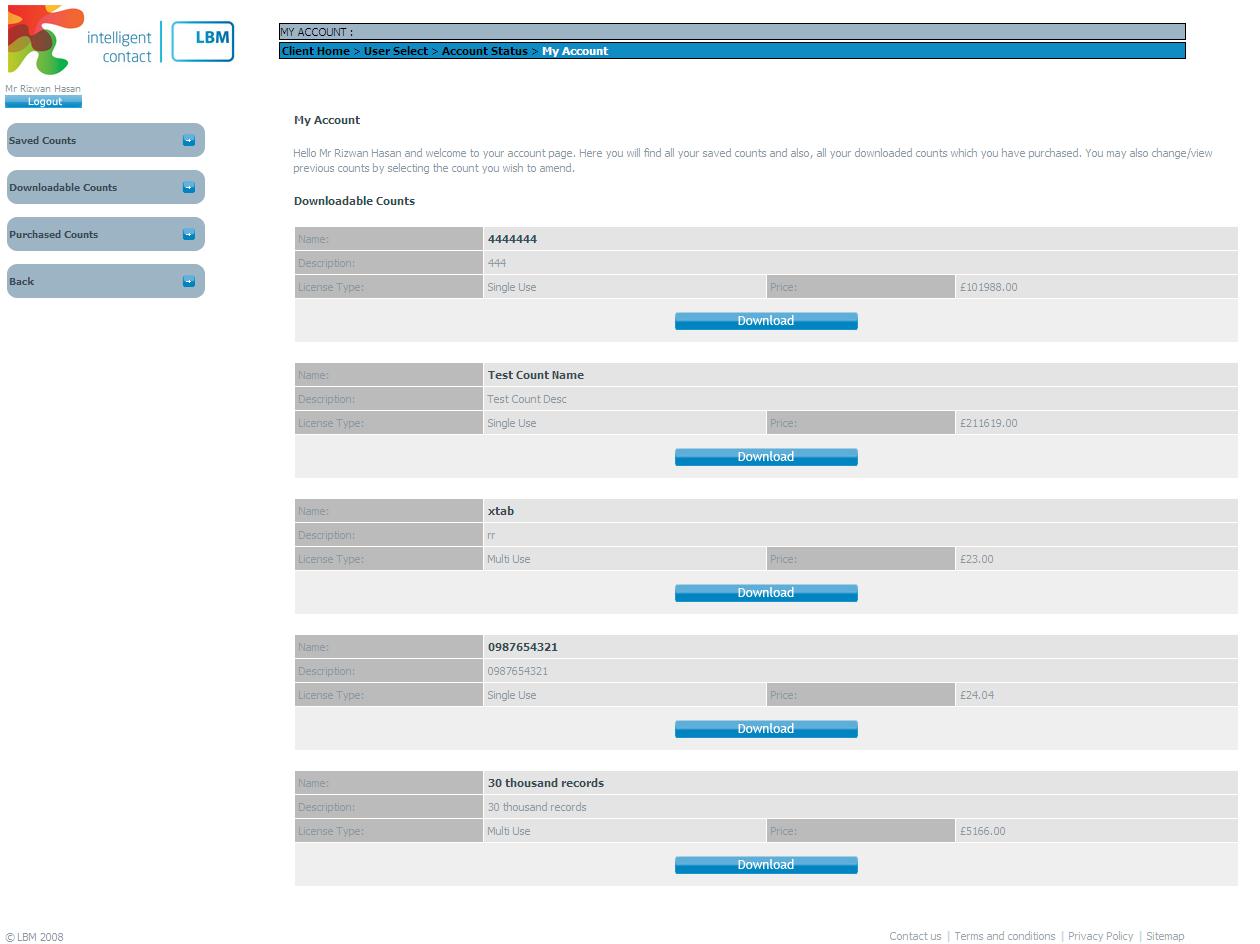 intelligent
contact
LBM
Mr Rizwan Hasan
Logout
Saved Counts
Downloadable Counts
Purchased Counts
Back
MY ACCOUNT :
Client Home > User Select > Account Status > My Account
My Account
Hello Mr Rizwan Hasan and welcome to your account page. Here you will find all your saved counts and also, all your downloaded counts which you have purchased. You may also change/view
previous counts by selecting the count you wish to amend.
Downloadable Counts
Name: 4444444
Description: 444
License Type: Single Use Price: £101988.00
Download
Name: Test Count Name
Description: Test Count Desc
License Type: Single Use Price: £211619.00
Download
Name: xtab
Description: rr
License Type: Multi Use Price: £23.00
Download
Name: 0987654321
Description: 0987654321
License Type: Single Use Price: £24.04
Download
Name: 30 thousand records
Description: 30 thousand records
License Type: Multi Use Price: £5166.00
Download
© LBM 2008
Contact us | Terms and conditions | Privacy Policy | Sitemap